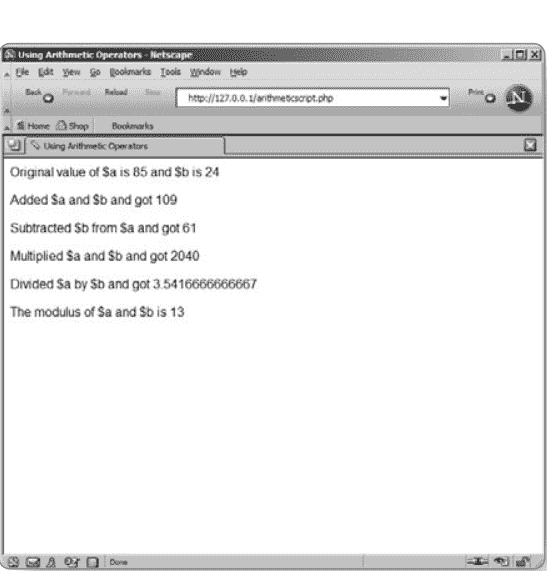 Using Arithmetic Operators - Netscape
File Edit View Go Bookmarks Tools Window Help
Back Forward Reload Stop http://127.0.0.1/arithmeticscript.php Print N
Home Shop Bookmarks
Using Arithmetic Operators
Original value of $a is 85 and $b is 24
Added $a and $b and got 109
Subtracted $b from $a and got 61
Multiplied $a and $b and got 2040
Divided $a by $b and got 3.5416666666667
The modulus of $a and $b is 13
Done